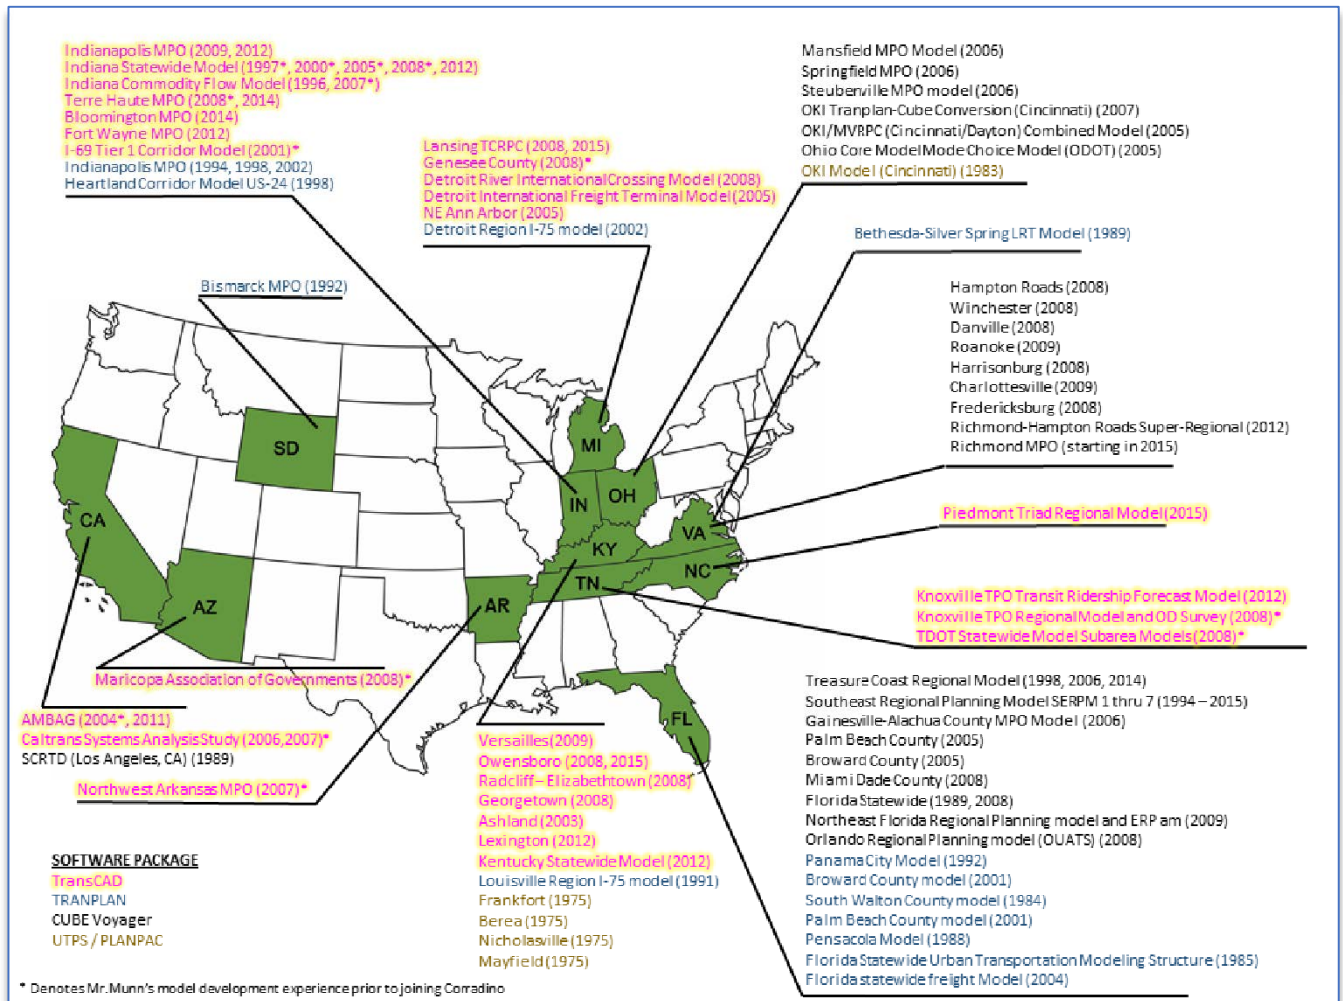 Indianapolis MPO (2009, 2012)
Indiana Statewide Model (1997*, 2000*, 2005*, 2008*, 2012)
Indiana Commodity Flow Model (1996, 2007*)
Terre Haute MPO (2008*, 2014)
Bloomington MPO (2014)
Fort Wayne MPO (2012)
I-69 Tier 1 Corridor Model (2001)*
Indianapolis MPO (1994, 1998, 2002)
Heartland Corridor Model US-24 (1998)
Lansing TCRPC (2008, 2015)
Genesee County (2008)*
Detroit River International Crossing Model (2008)
Detroit International Freight Terminal Model (2005)
NE Ann Arbor (2005)
Detroit Region I-75 model (2002)
Mansfield MPO Model (2006)
Springfield MPO (2006)
Steubenville MPO model (2006)
OKI Tranplan-Cube Conversion (Cincinnati) (2007)
OKI/MVRPC (Cincinnati/Dayton) Combined Model (2005)
Ohio Core Model Mode Choice Model (ODOT) (2005)
OKI Model (Cincinnati) (1983)
Bethesda-Silver Spring LRT Model (1989)
Bismarck MPO (1992)
Hampton Roads (2008)
Winchester (2008)
Danville (2008)
Roanoke (2009)
Harrisonburg (2008)
Charlottesville (2009)
Fredericksburg (2008)
Richmond-Hampton Roads Super-Regional (2012)
Richmond MPO (starting in 2015)
Piedmont Triad Regional Model (2015)
Knoxville TPO Transit Ridership Forecast Model (2012)
Knoxville TPO Regional Model and OD Survey (2008)*
TDOT Statewide Model Subarea Models (2008)*
SD
MI
IN
OH
CA
VA
KY
NC
TN
AZ
AR
FL
Maricopa Association of Governments (2008)*
AMBAG (2004*, 2011)
Caltrans Systems Analysis Study (2006,2007)*
SCRTD (Los Angeles, CA) (1989)
Northwest Arkansas MPO (2007)*
Versailles (2009)
Owensboro (2008, 2015)
Radcliff – Elizabethtown (2008)
Georgetown (2008)
Ashland (2003)
Lexington (2012)
Kentucky Statewide Model (2012)
Louisville Region I-75 model (1991)
Frankfort (1975)
Berea (1975)
Nicholasville (1975)
Mayfield (1975)
Treasure Coast Regional Model (1998, 2006, 2014)
Southeast Regional Planning Model SERPM 1 thru 7 (1994 – 2015)
Gainesville-Alachua County MPO Model (2006)
Palm Beach County (2005)
Broward County (2005)
Miami Dade County (2008)
Florida Statewide (1989, 2008)
Northeast Florida Regional Planning model and ERP am (2009)
Orlando Regional Planning model (OUATS) (2008)
Panama City Model (1992)
Broward County model (2001)
South Walton County model (1984)
Palm Beach County model (2001)
Pensacola Model (1988)
Florida Statewide Urban Transportation Modeling Structure (1985)
Florida statewide freight Model (2004)
SOFTWARE PACKAGE
TransCAD
TRANPLAN
CUBE Voyager
UTPS / PLANPAC
* Denotes Mr. Munn's model development experience prior to joining Corradino